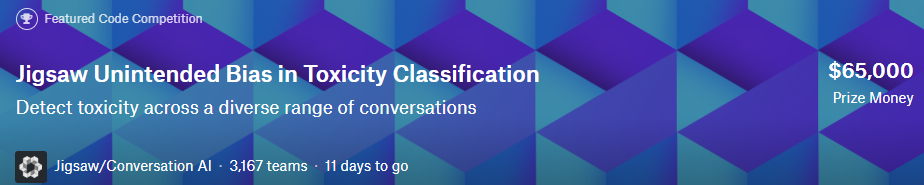 Featured Code Competition
Jigsaw Unintended Bias in Toxicity Classification
$65,000
Detect toxicity across a diverse range of conversations
Prize Money
Jigsaw/Conversation AI · 3,167 teams · 11 days to go